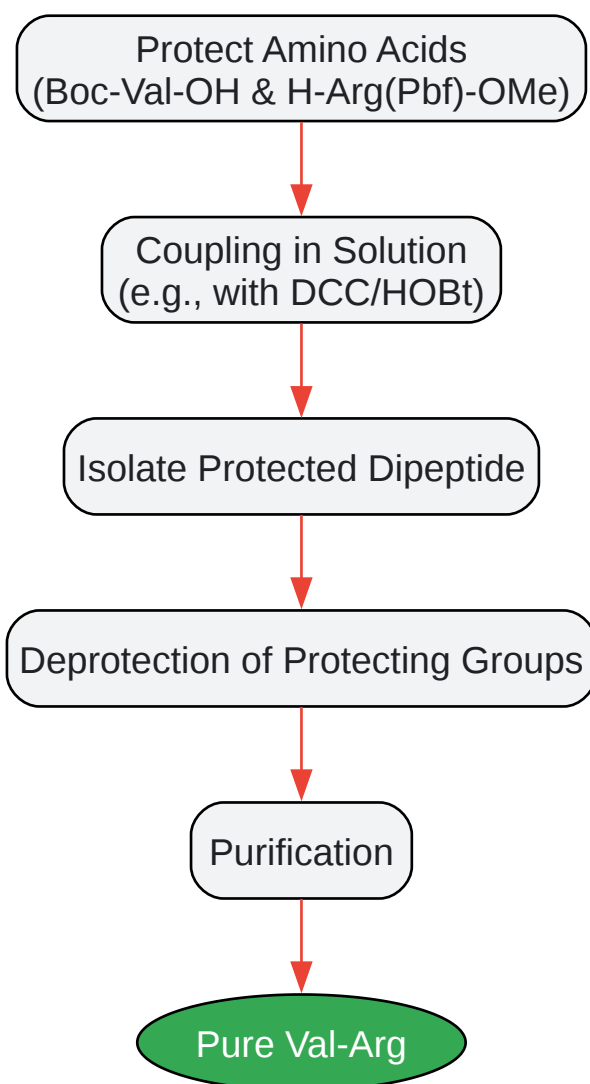 Protect Amino Acids
(Boc-Val-OH & H-Arg(Pbf)-OMe)
Coupling in Solution
(e.g., with DCC/HOBt)
Isolate Protected Dipeptide
Deprotection of Protecting Groups
Purification
Pure Val-Arg